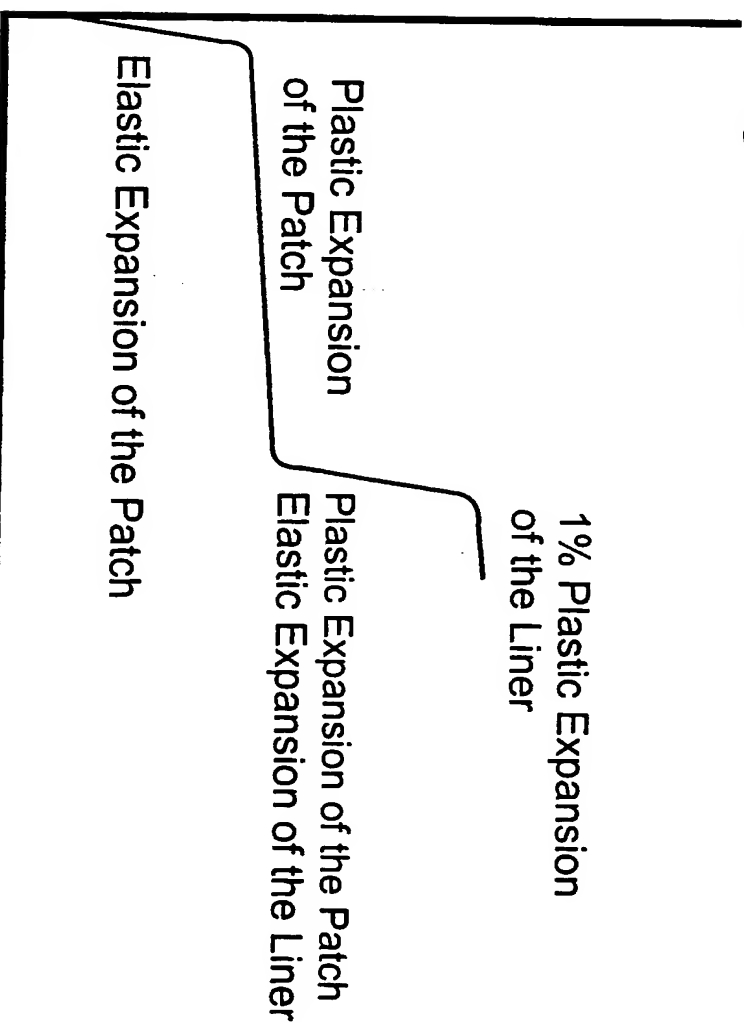 1% Plastic Expansion
of the Liner
Plastic Expansion
of the Patch
Plastic Expansion of the Patch
Elastic Expansion of the Liner
Elastic Expansion of the Patch